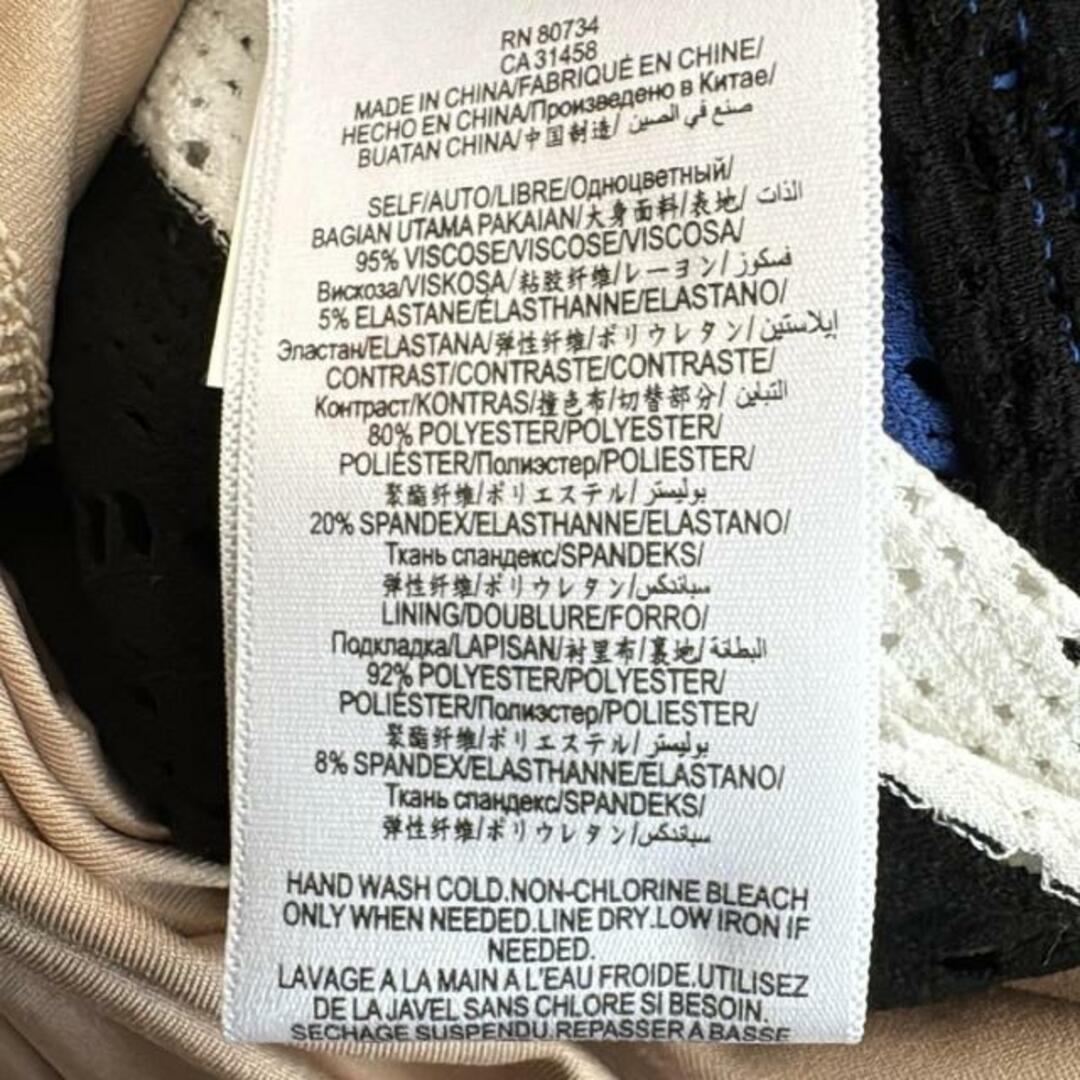 RN 80734
CA 31458
MADE IN CHINA/FABRIQUÉ EN CHINE/
HECHO EN CHINA/Произведено в Китае/
BUATAN CHINA/中国制造/ صنع في الصين
SELF/AUTO/LIBRE/Одноцветный/
BAGIAN UTAMA PAKAIAN/大身面料/表地/ الذات
95% VISCOSE/VISCOSE/VISCOSA/
Вискоза/VISKOSA/粘胶纤维/レーヨン/ فسكوز
5% ELASTANE/ELASTHANNE/ELASTANO/
Эластан/ELASTANA/弹性纤维/ポリウレタン/ إيلاستين
CONTRAST/CONTRASTE/CONTRASTE/
Контраст/KONTRAS/撞色布/切替部分/ التباين
80% POLYESTER/POLYESTER/
POLIÉSTER/Полиэстер/POLIESTER/
聚酯纤维/ポリエステル/ بوليستر
20% SPANDEX/ELASTHANNE/ELASTANO/
Ткань спандекс/SPANDEKS/
弹性纤维/ポリウレタン/ سباندكس
LINING/DOUBLURE/FORRO/
Подкладка/LAPISAN/衬里布/裏地/ البطانة
92% POLYESTER/POLYESTER/
POLIÉSTER/Полиэстер/POLIESTER/
聚酯纤维/ポリエステル/ بوليستر
8% SPANDEX/ELASTHANNE/ELASTANO/
Ткань спандекс/SPANDEKS/
弹性纤维/ポリウレタン/ سباندكس
HAND WASH COLD.NON-CHLORINE BLEACH
ONLY WHEN NEEDED.LINE DRY.LOW IRON IF
NEEDED.
LAVAGE A LA MAIN A L'EAU FROIDE.UTILISEZ
DE LA JAVEL SANS CHLORE SI BESOIN.
SECHAGE SUSPENDU.REPASSER A BASSE